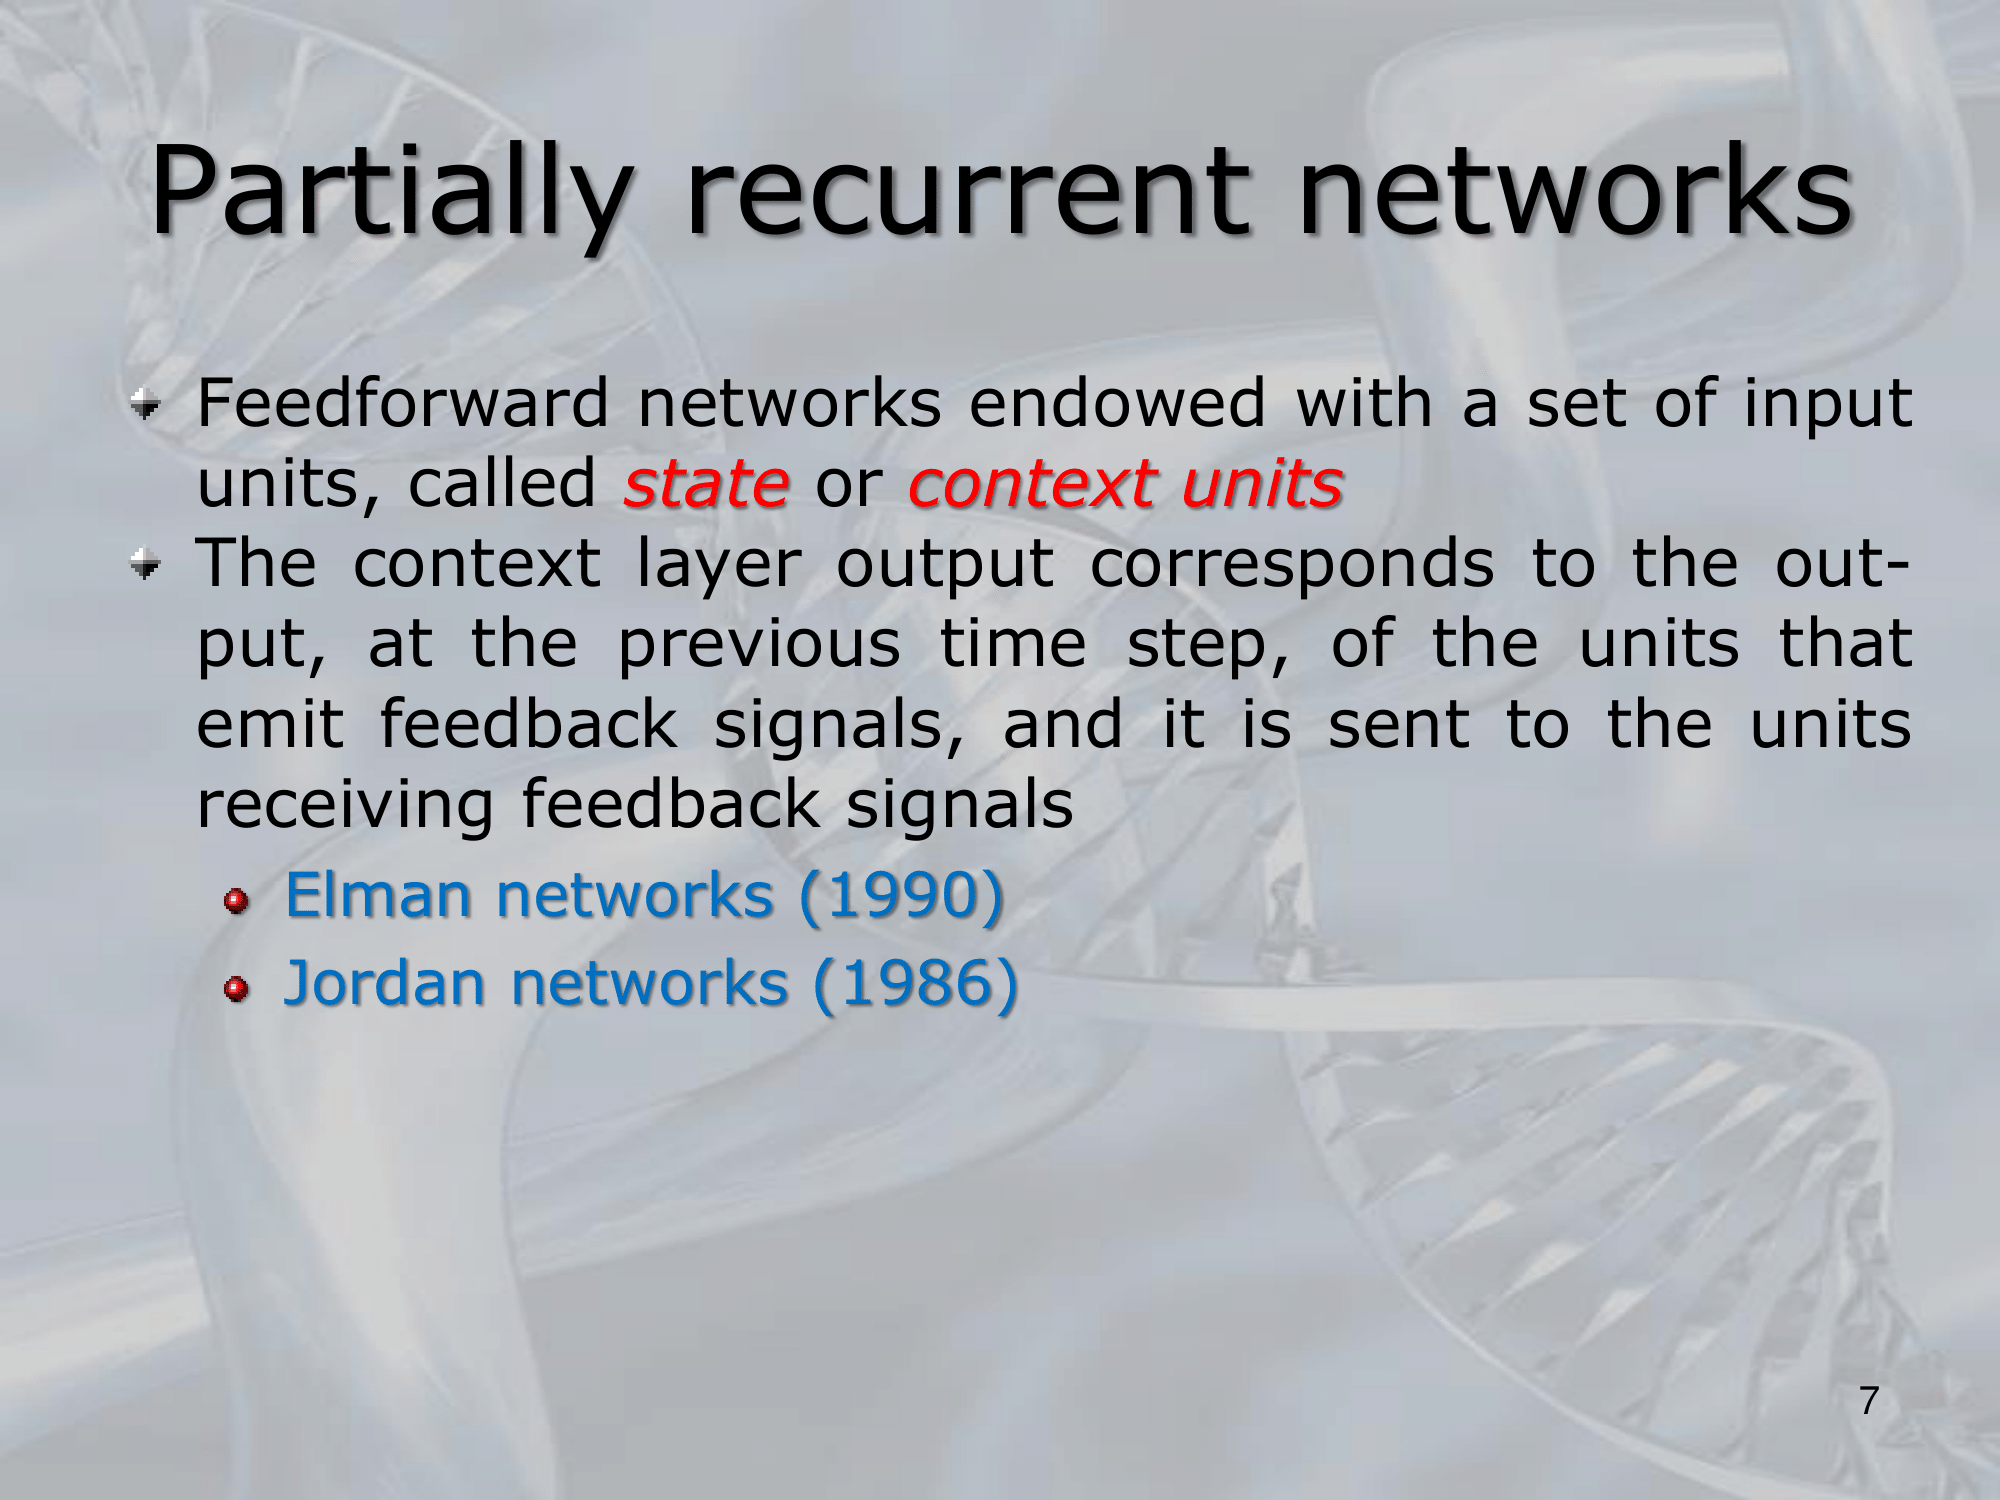 Partially recurrent networks
Feedforward networks endowed with a set of input
units, called state or context units
The context layer output corresponds to the out-
put, at the previous time step, of the units that
emit feedback signals, and it is sent to the units
receiving feedback signals
Elman networks (1990)
Jordan networks (1986)
7